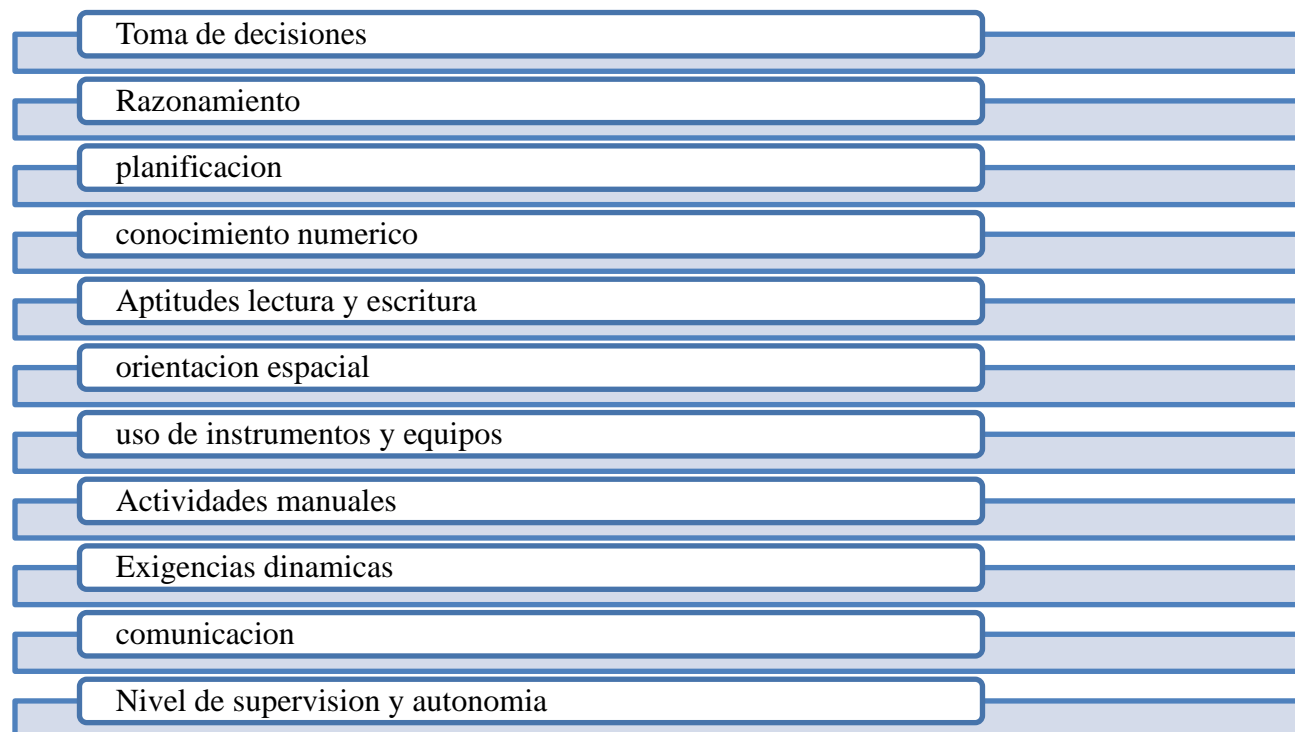 Toma de decisiones
Razonamiento
planificacion
conocimiento numerico
Aptitudes lectura y escritura
orientacion espacial
uso de instrumentos y equipos
Actividades manuales
Exigencias dinamicas
comunicacion
Nivel de supervision y autonomia